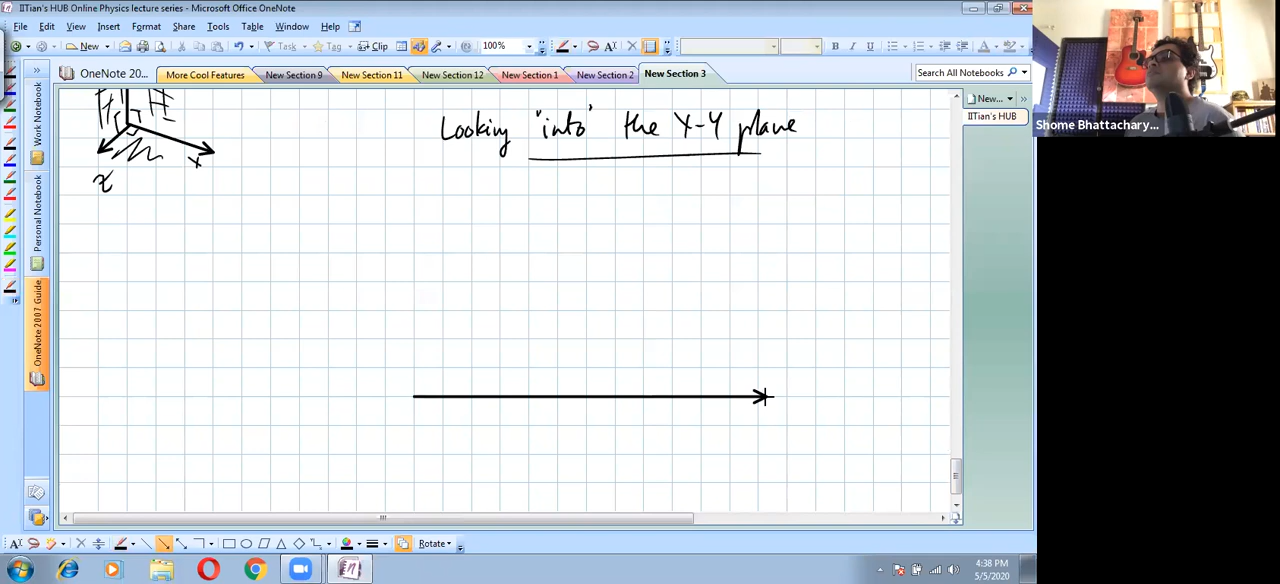 IITian's HUB Online Physics lecture series - Microsoft Office OneNote
File Edit View Insert Format Share Tools Table Window Help
New Task Tag Clip 100% B I U
OneNote 20... More Cool Features New Section 9 New Section 11 New Section 12 New Section 1 New Section 2 New Section 3 Search All Notebooks
New...
IITian's HUB
Work Notebook
Personal Notebook
OneNote 2007 Guide
Looking "into" the X-Y plane
x
z
Shome Bhattachary...
Rotate
4:38 PM
5/5/2020